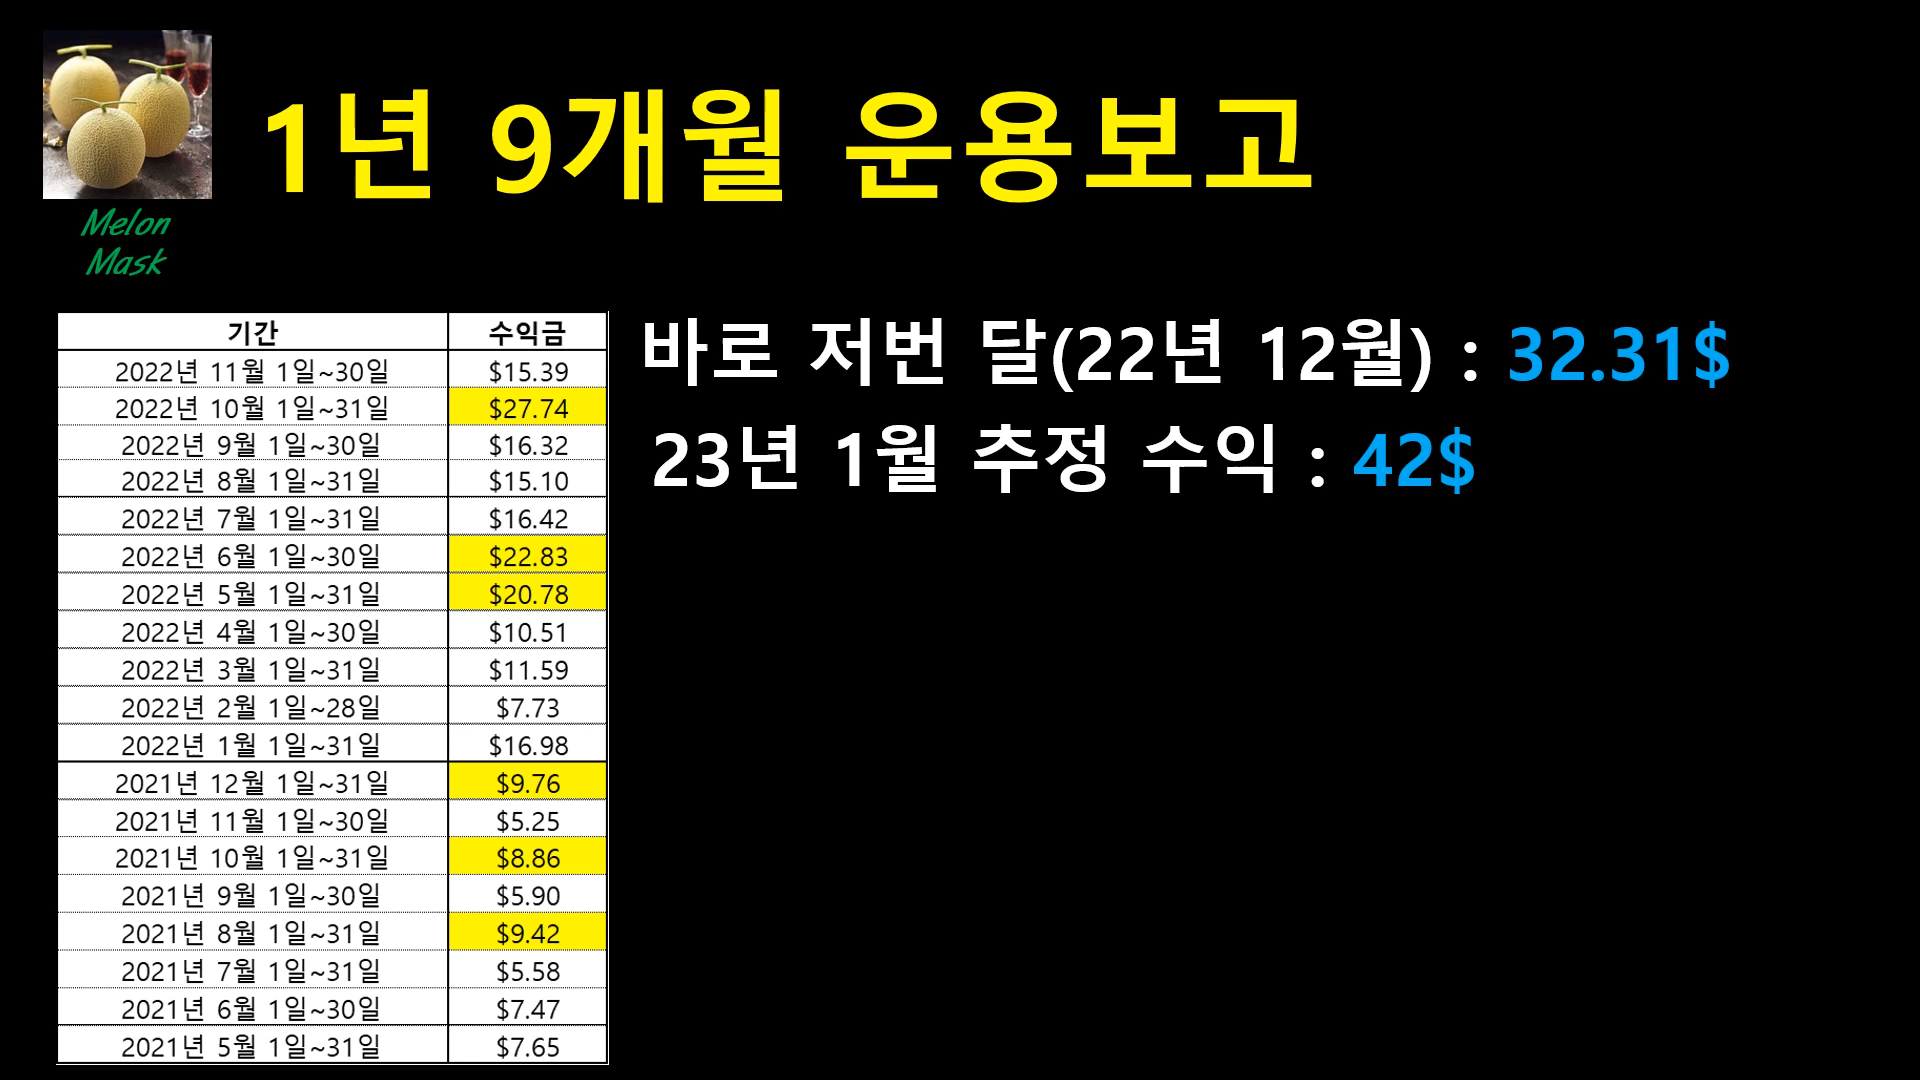 Melon
Mask
1년 9개월 운용보고
기간 수익금
2022년 11월 1일~30일 $15.39
2022년 10월 1일~31일 $27.74
2022년 9월 1일~30일 $16.32
2022년 8월 1일~31일 $15.10
2022년 7월 1일~31일 $16.42
2022년 6월 1일~30일 $22.83
2022년 5월 1일~31일 $20.78
2022년 4월 1일~30일 $10.51
2022년 3월 1일~31일 $11.59
2022년 2월 1일~28일 $7.73
2022년 1월 1일~31일 $16.98
2021년 12월 1일~31일 $9.76
2021년 11월 1일~30일 $5.25
2021년 10월 1일~31일 $8.86
2021년 9월 1일~30일 $5.90
2021년 8월 1일~31일 $9.42
2021년 7월 1일~31일 $5.58
2021년 6월 1일~30일 $7.47
2021년 5월 1일~31일 $7.65
바로 저번 달(22년 12월) : 32.31$
23년 1월 추정 수익 : 42$